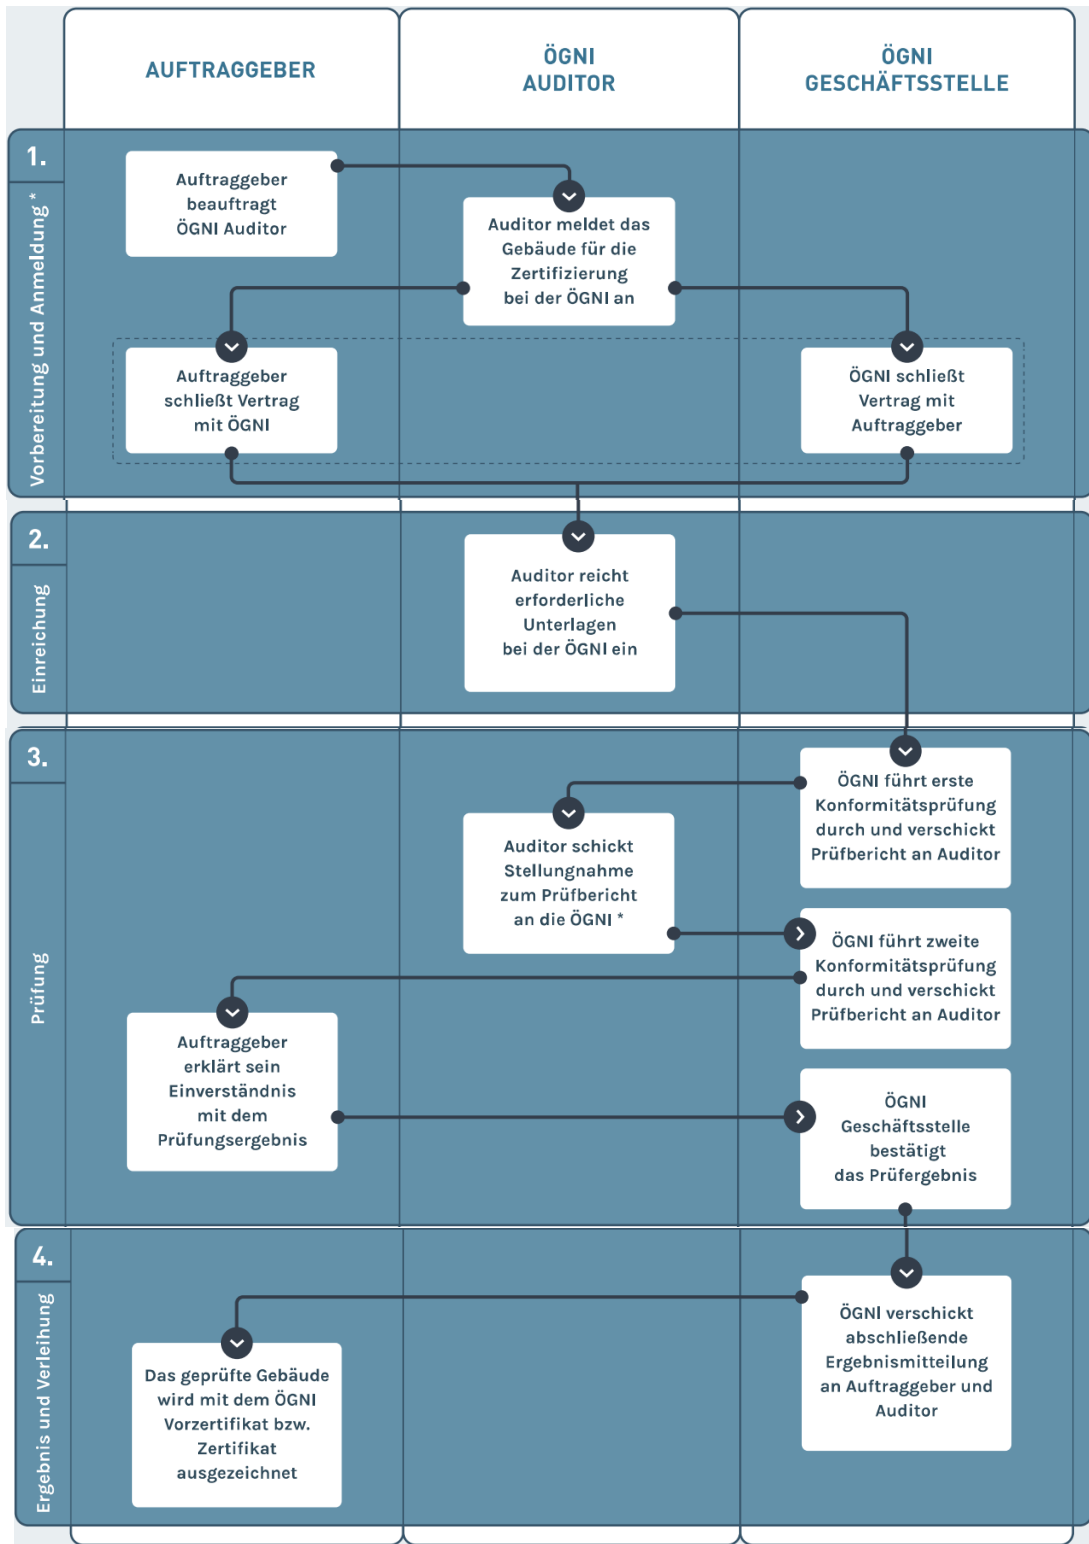 AUFTRAGGEBER
ÖGNI
AUDITOR
ÖGNI
GESCHÄFTSSTELLE
1.
Vorbereitung und Anmeldung *
Auftraggeber
beauftragt
ÖGNI Auditor
Auditor meldet das
Gebäude für die
Zertifizierung
bei der ÖGNI an
Auftraggeber
schließt Vertrag
mit ÖGNI
ÖGNI schließt
Vertrag mit
Auftraggeber
2.
Einreichung
Auditor reicht
erforderliche
Unterlagen
bei der ÖGNI ein
3.
Prüfung
ÖGNI führt erste
Konformitätsprüfung
durch und verschickt
Prüfbericht an Auditor
Auditor schickt
Stellungnahme
zum Prüfbericht
an die ÖGNI *
ÖGNI führt zweite
Konformitätsprüfung
durch und verschickt
Prüfbericht an Auditor
Auftraggeber
erklärt sein
Einverständnis
mit dem
Prüfungsergebnis
ÖGNI
Geschäftsstelle
bestätigt
das Prüfergebnis
4.
Ergebnis und Verleihung
ÖGNI verschickt
abschließende
Ergebnismitteilung
an Auftraggeber und
Auditor
Das geprüfte Gebäude
wird mit dem ÖGNI
Vorzertifikat bzw.
Zertifikat
ausgezeichnet